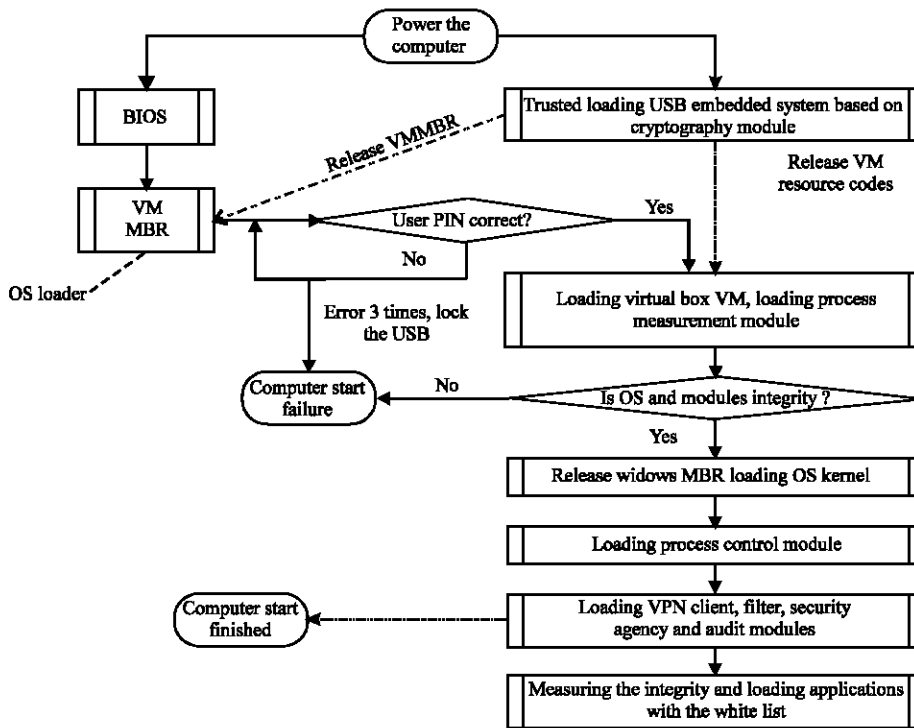 Power the
computer
BIOS
Trusted loading USB embedded system based on
cryptography module
Release VMMBR
Release VM
resource codes
VM
MBR
User PIN correct?
Yes
No
OS loader
Loading virtual box VM, loading process
measurement module
Error 3 times, lock
the USB
Computer start
failure
No
Is OS and modules integrity ?
Yes
Release widows MBR loading OS kernel
Loading process control module
Computer start
finished
Loading VPN client, filter, security
agency and audit modules
Measuring the integrity and loading applications
with the white list